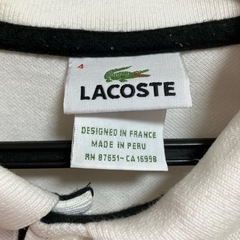 4
LACOSTE
DESIGNED IN FRANCE
MADE IN PERU
RN 87651-CA 16998